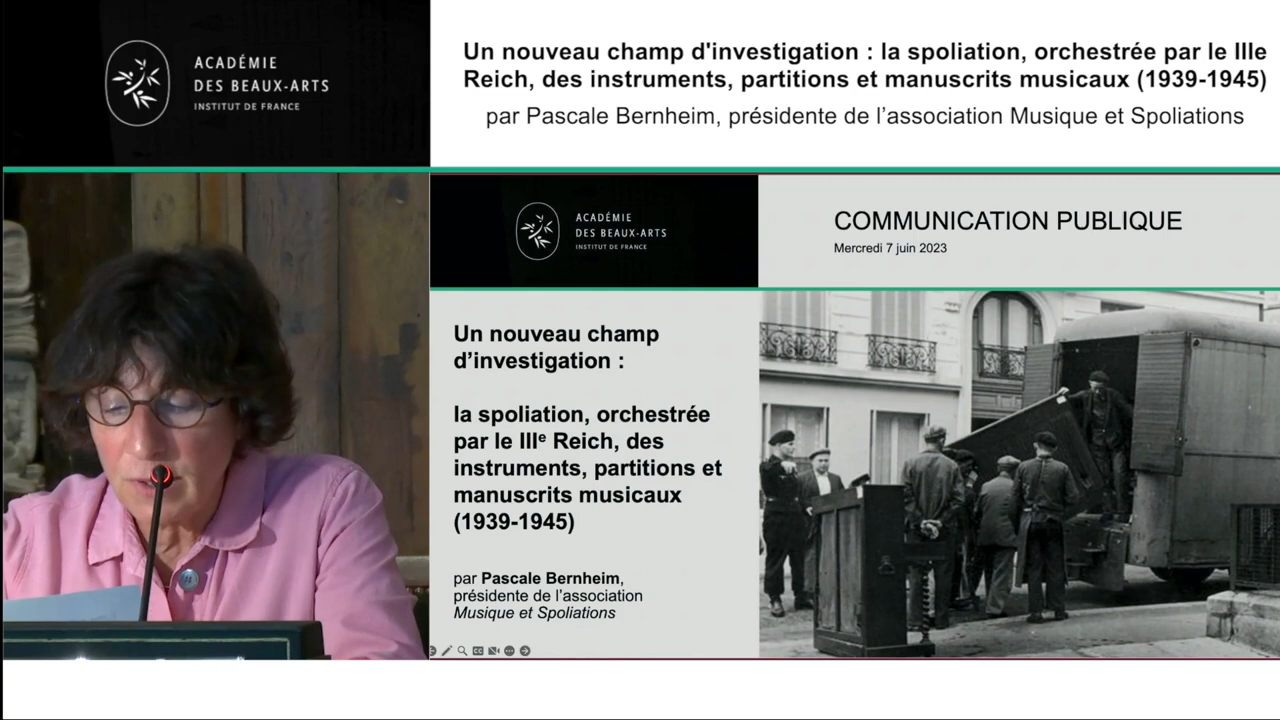 ACADÉMIE
DES BEAUX-ARTS
INSTITUT DE FRANCE
Un nouveau champ d'investigation : la spoliation, orchestrée par le IIIe
Reich, des instruments, partitions et manuscrits musicaux (1939-1945)
par Pascale Bernheim, présidente de l’association Musique et Spoliations
ACADÉMIE
DES BEAUX-ARTS
INSTITUT DE FRANCE
COMMUNICATION PUBLIQUE
Mercredi 7 juin 2023
Un nouveau champ
d’investigation :
la spoliation, orchestrée
par le IIIᵉ Reich, des
instruments, partitions et
manuscrits musicaux
(1939-1945)
par Pascale Bernheim,
présidente de l’association
Musique et Spoliations